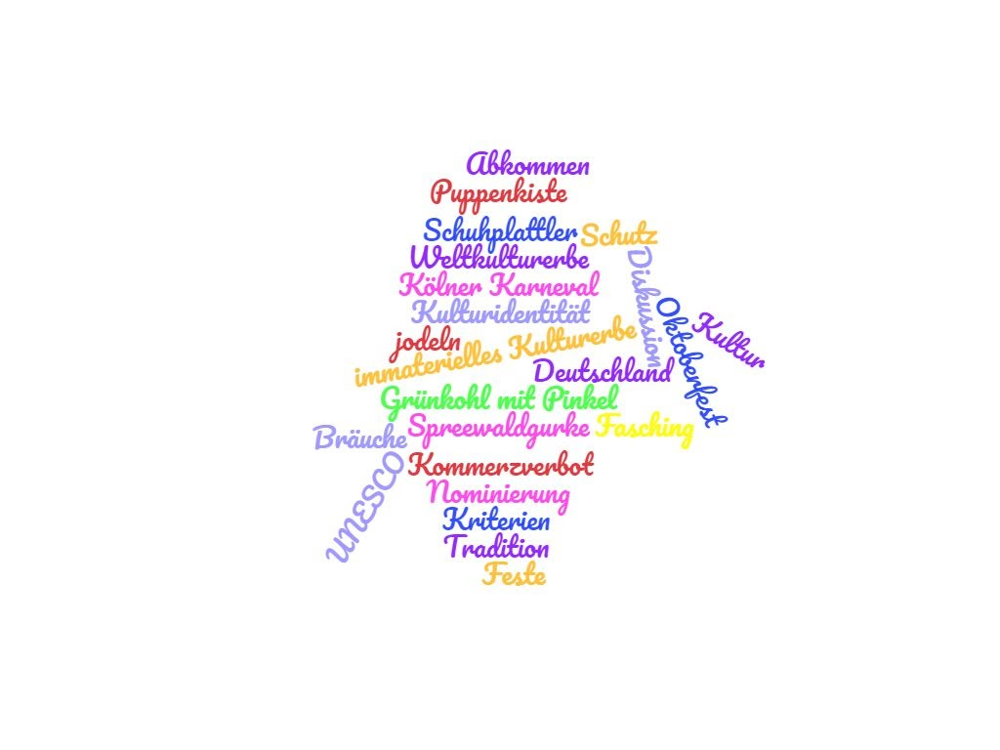 Abkommen
Puppenkiste
Schuhplattler
Schutz
Weltkulturerbe
Diskussion
Kölner Karneval
Kulturidentität
Oktoberfest
Kultur
jodeln
immaterielles Kulturerbe
Deutschland
Grünkohl mit Pinkel
Spreewaldgurke
Fasching
Bräuche
UNESCO
Kommerzverbot
Nominierung
Kriterien
Tradition
Feste